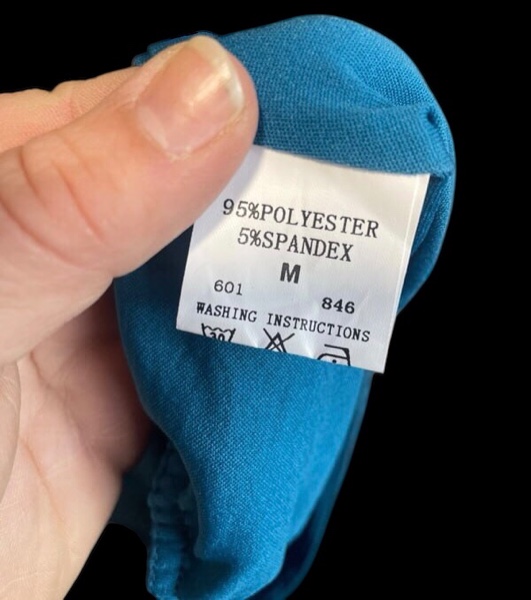 95%POLYESTER
5%SPANDEX
M
601 846
WASHING INSTRUCTIONS